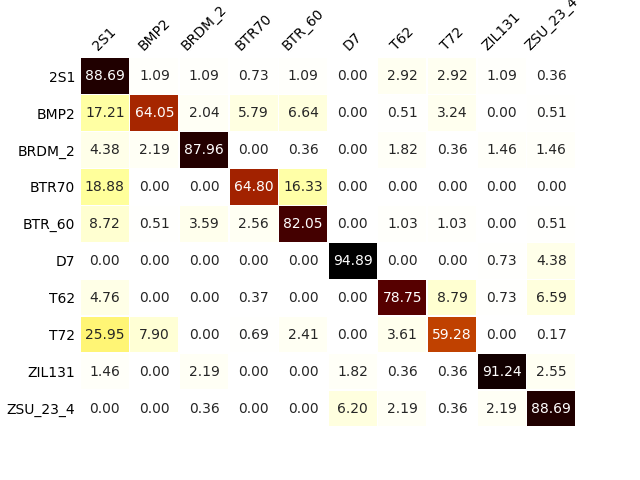 2S1 BMP2 BRDM_2 BTR70 BTR_60 D7 T62 T72 ZIL131 ZSU_23_4
2S1 88.69 1.09 1.09 0.73 1.09 0.00 2.92 2.92 1.09 0.36
BMP2 17.21 64.05 2.04 5.79 6.64 0.00 0.51 3.24 0.00 0.51
BRDM_2 4.38 2.19 87.96 0.00 0.36 0.00 1.82 0.36 1.46 1.46
BTR70 18.88 0.00 0.00 64.80 16.33 0.00 0.00 0.00 0.00 0.00
BTR_60 8.72 0.51 3.59 2.56 82.05 0.00 1.03 1.03 0.00 0.51
D7 0.00 0.00 0.00 0.00 0.00 94.89 0.00 0.00 0.73 4.38
T62 4.76 0.00 0.00 0.37 0.00 0.00 78.75 8.79 0.73 6.59
T72 25.95 7.90 0.00 0.69 2.41 0.00 3.61 59.28 0.00 0.17
ZIL131 1.46 0.00 2.19 0.00 0.00 1.82 0.36 0.36 91.24 2.55
ZSU_23_4 0.00 0.00 0.36 0.00 0.00 6.20 2.19 0.36 2.19 88.69